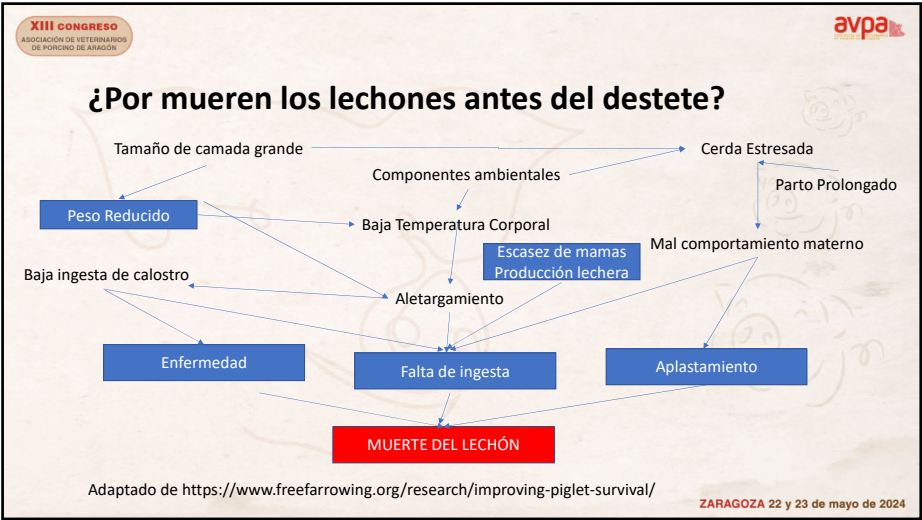 XIII CONGRESO
ASOCIACIÓN DE VETERINARIOS
DE PORCINO DE ARAGÓN
avpa
¿Por mueren los lechones antes del destete?
Tamaño de camada grande
Cerda Estresada
Componentes ambientales
Parto Prolongado
Peso Reducido
Baja Temperatura Corporal
Mal comportamiento materno
Escasez de mamas
Producción lechera
Baja ingesta de calostro
Aletargamiento
Enfermedad
Falta de ingesta
Aplastamiento
MUERTE DEL LECHÓN
Adaptado de https://www.freefarrowing.org/research/improving-piglet-survival/
ZARAGOZA 22 y 23 de mayo de 2024